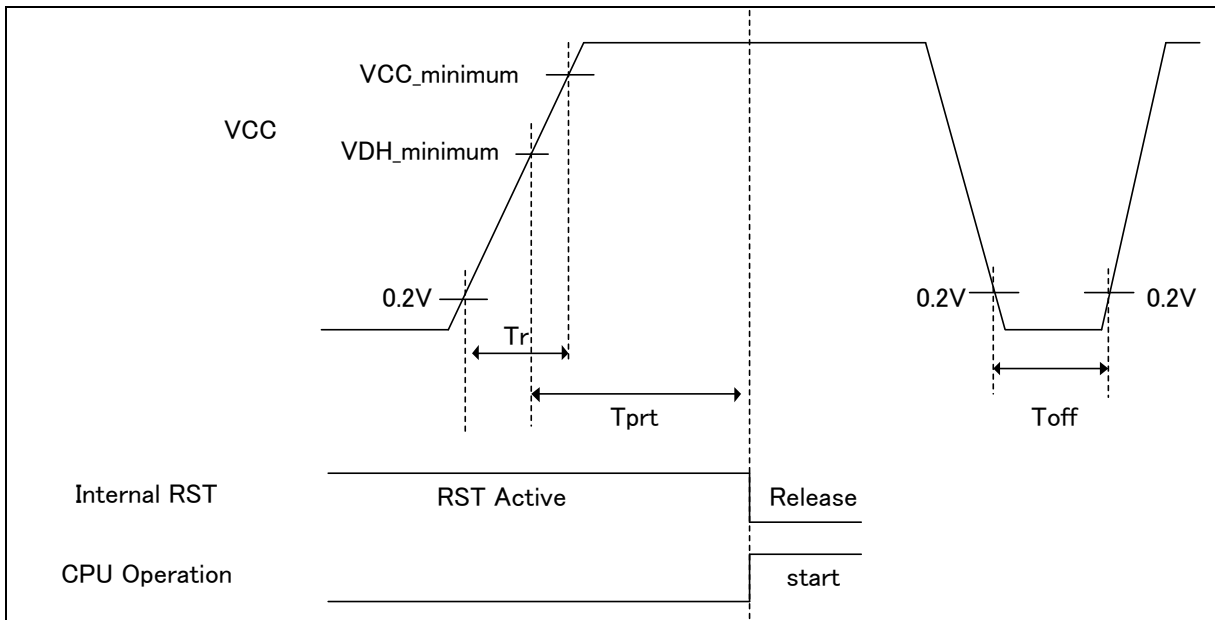 VCC_minimum
VCC
VDH_minimum
0.2V
0.2V
0.2V
Tr
Tprt
Toff
Internal RST
RST Active
Release
CPU Operation
start